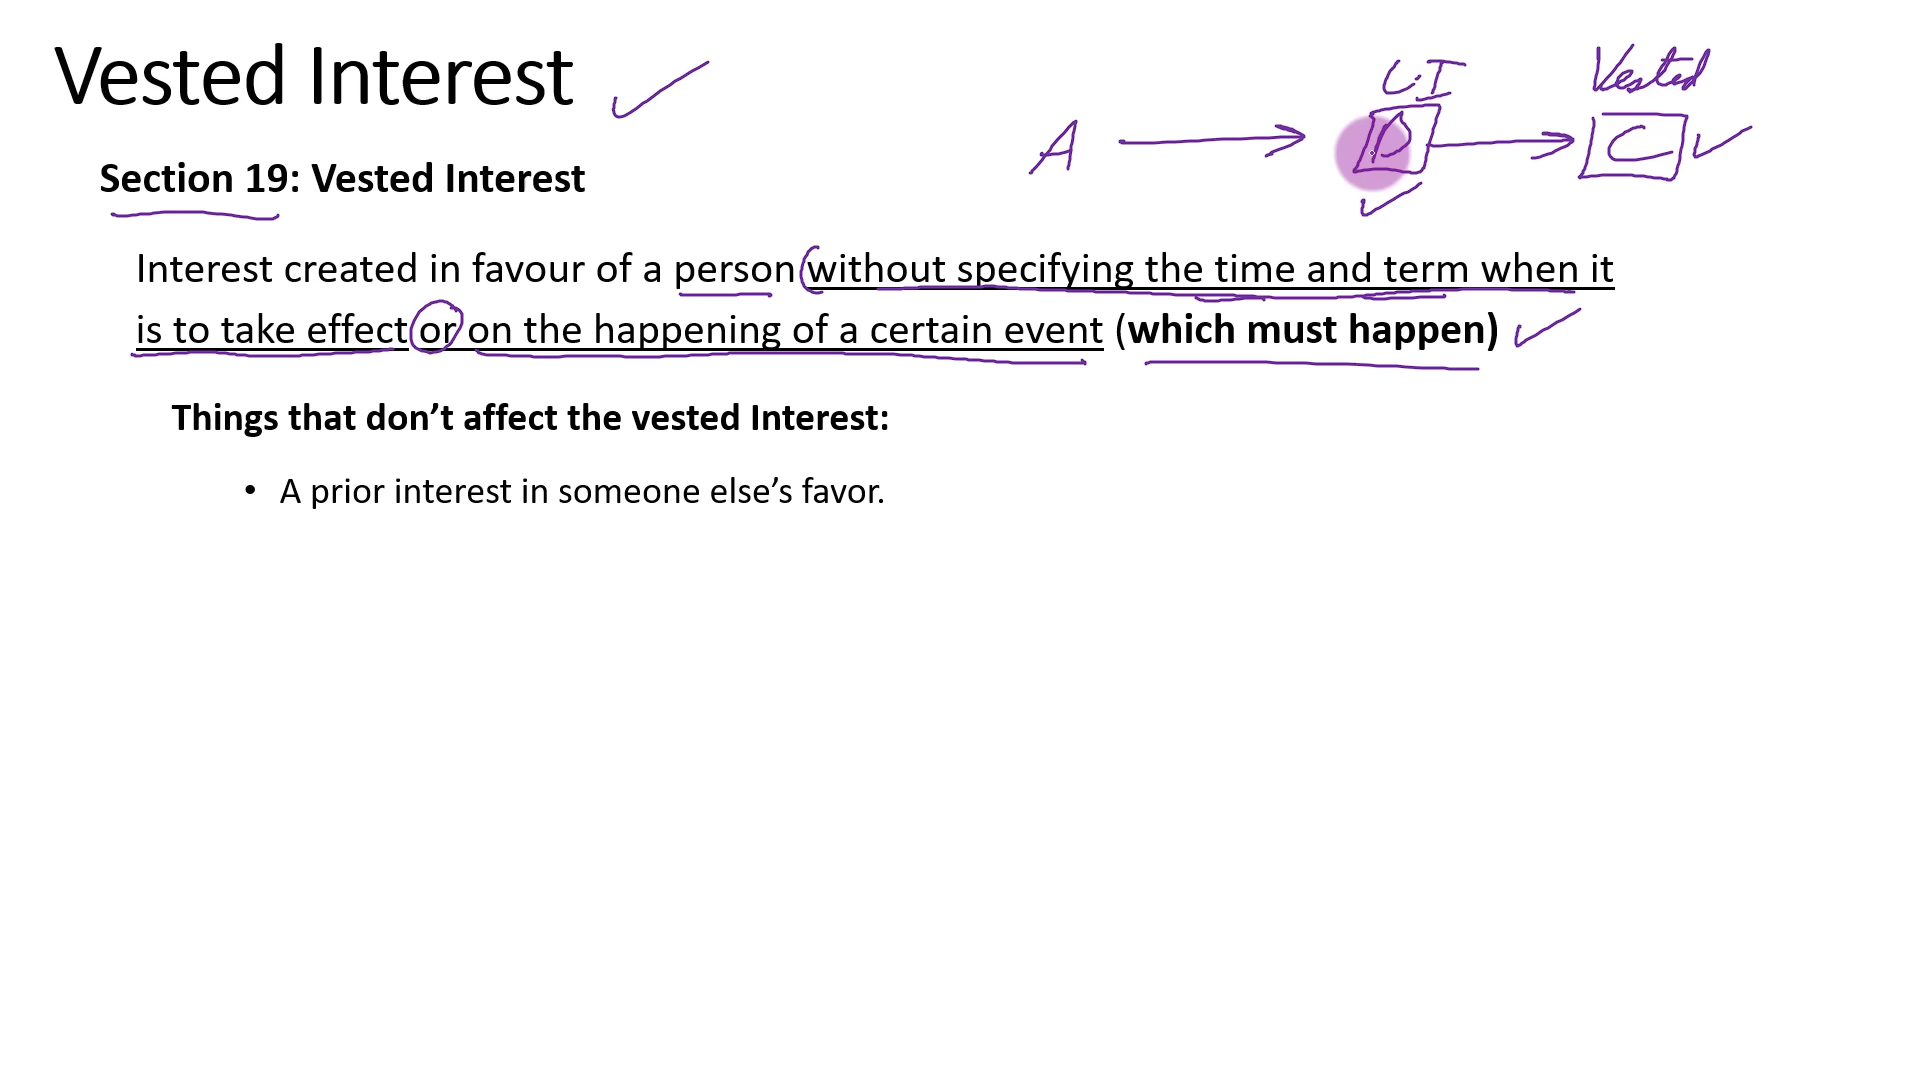 Vested Interest
A
C.I
D
Vested
C
Section 19: Vested Interest
Interest created in favour of a person without specifying the time and term when it
is to take effect or on the happening of a certain event (which must happen)
Things that don’t affect the vested Interest:
• A prior interest in someone else’s favor.